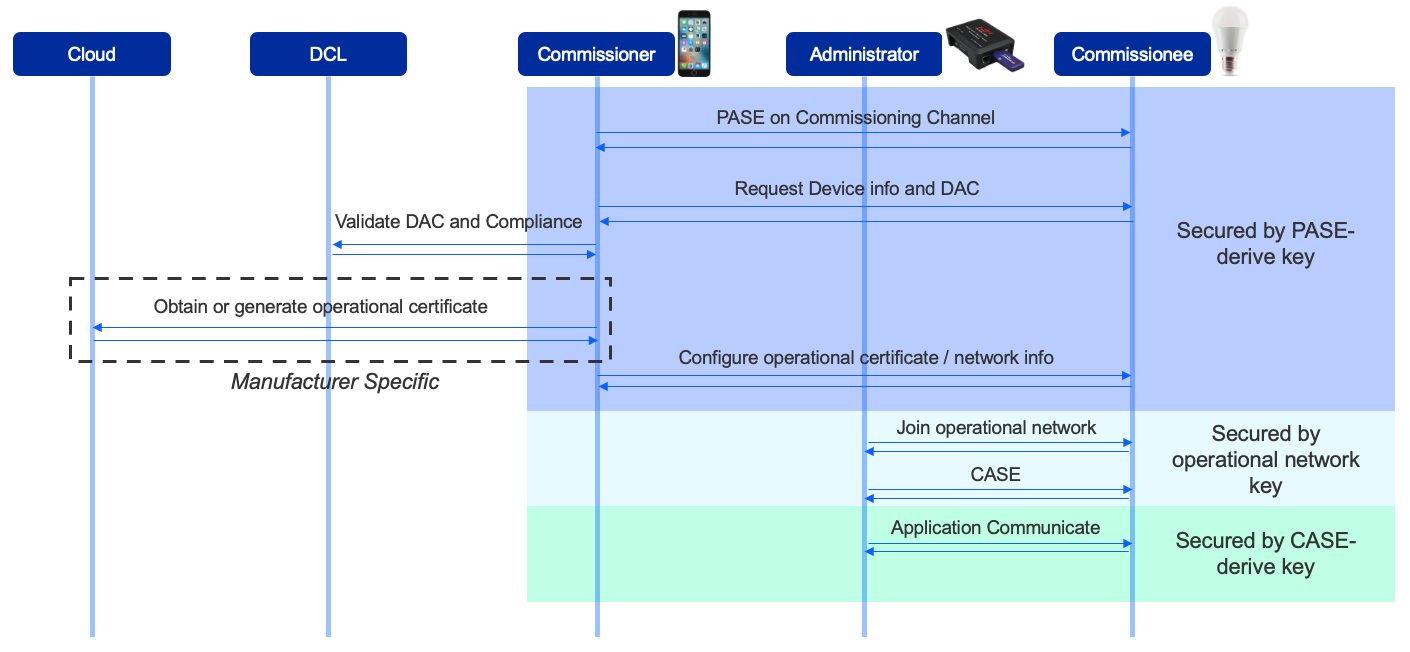 Cloud
DCL
Commissioner
Administrator
Commissionee
PASE on Commissioning Channel
Request Device info and DAC
Validate DAC and Compliance
Secured by PASE-
derive key
Obtain or generate operational certificate
Manufacturer Specific
Configure operational certificate / network info
Join operational network
CASE
Secured by
operational network
key
Application Communicate
Secured by CASE-
derive key